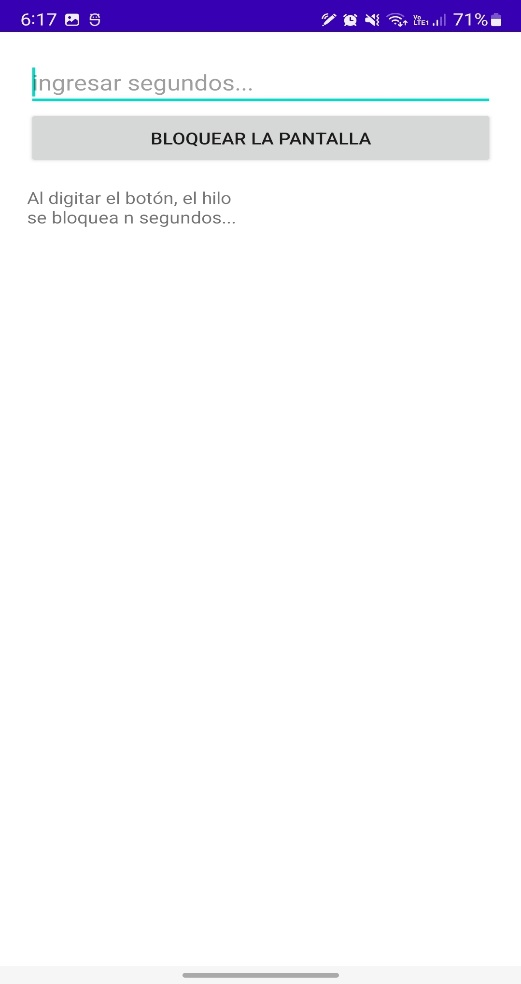 6:17 71%
ingresar segundos...
BLOQUEAR LA PANTALLA
Al digitar el botón, el hilo
se bloquea n segundos...